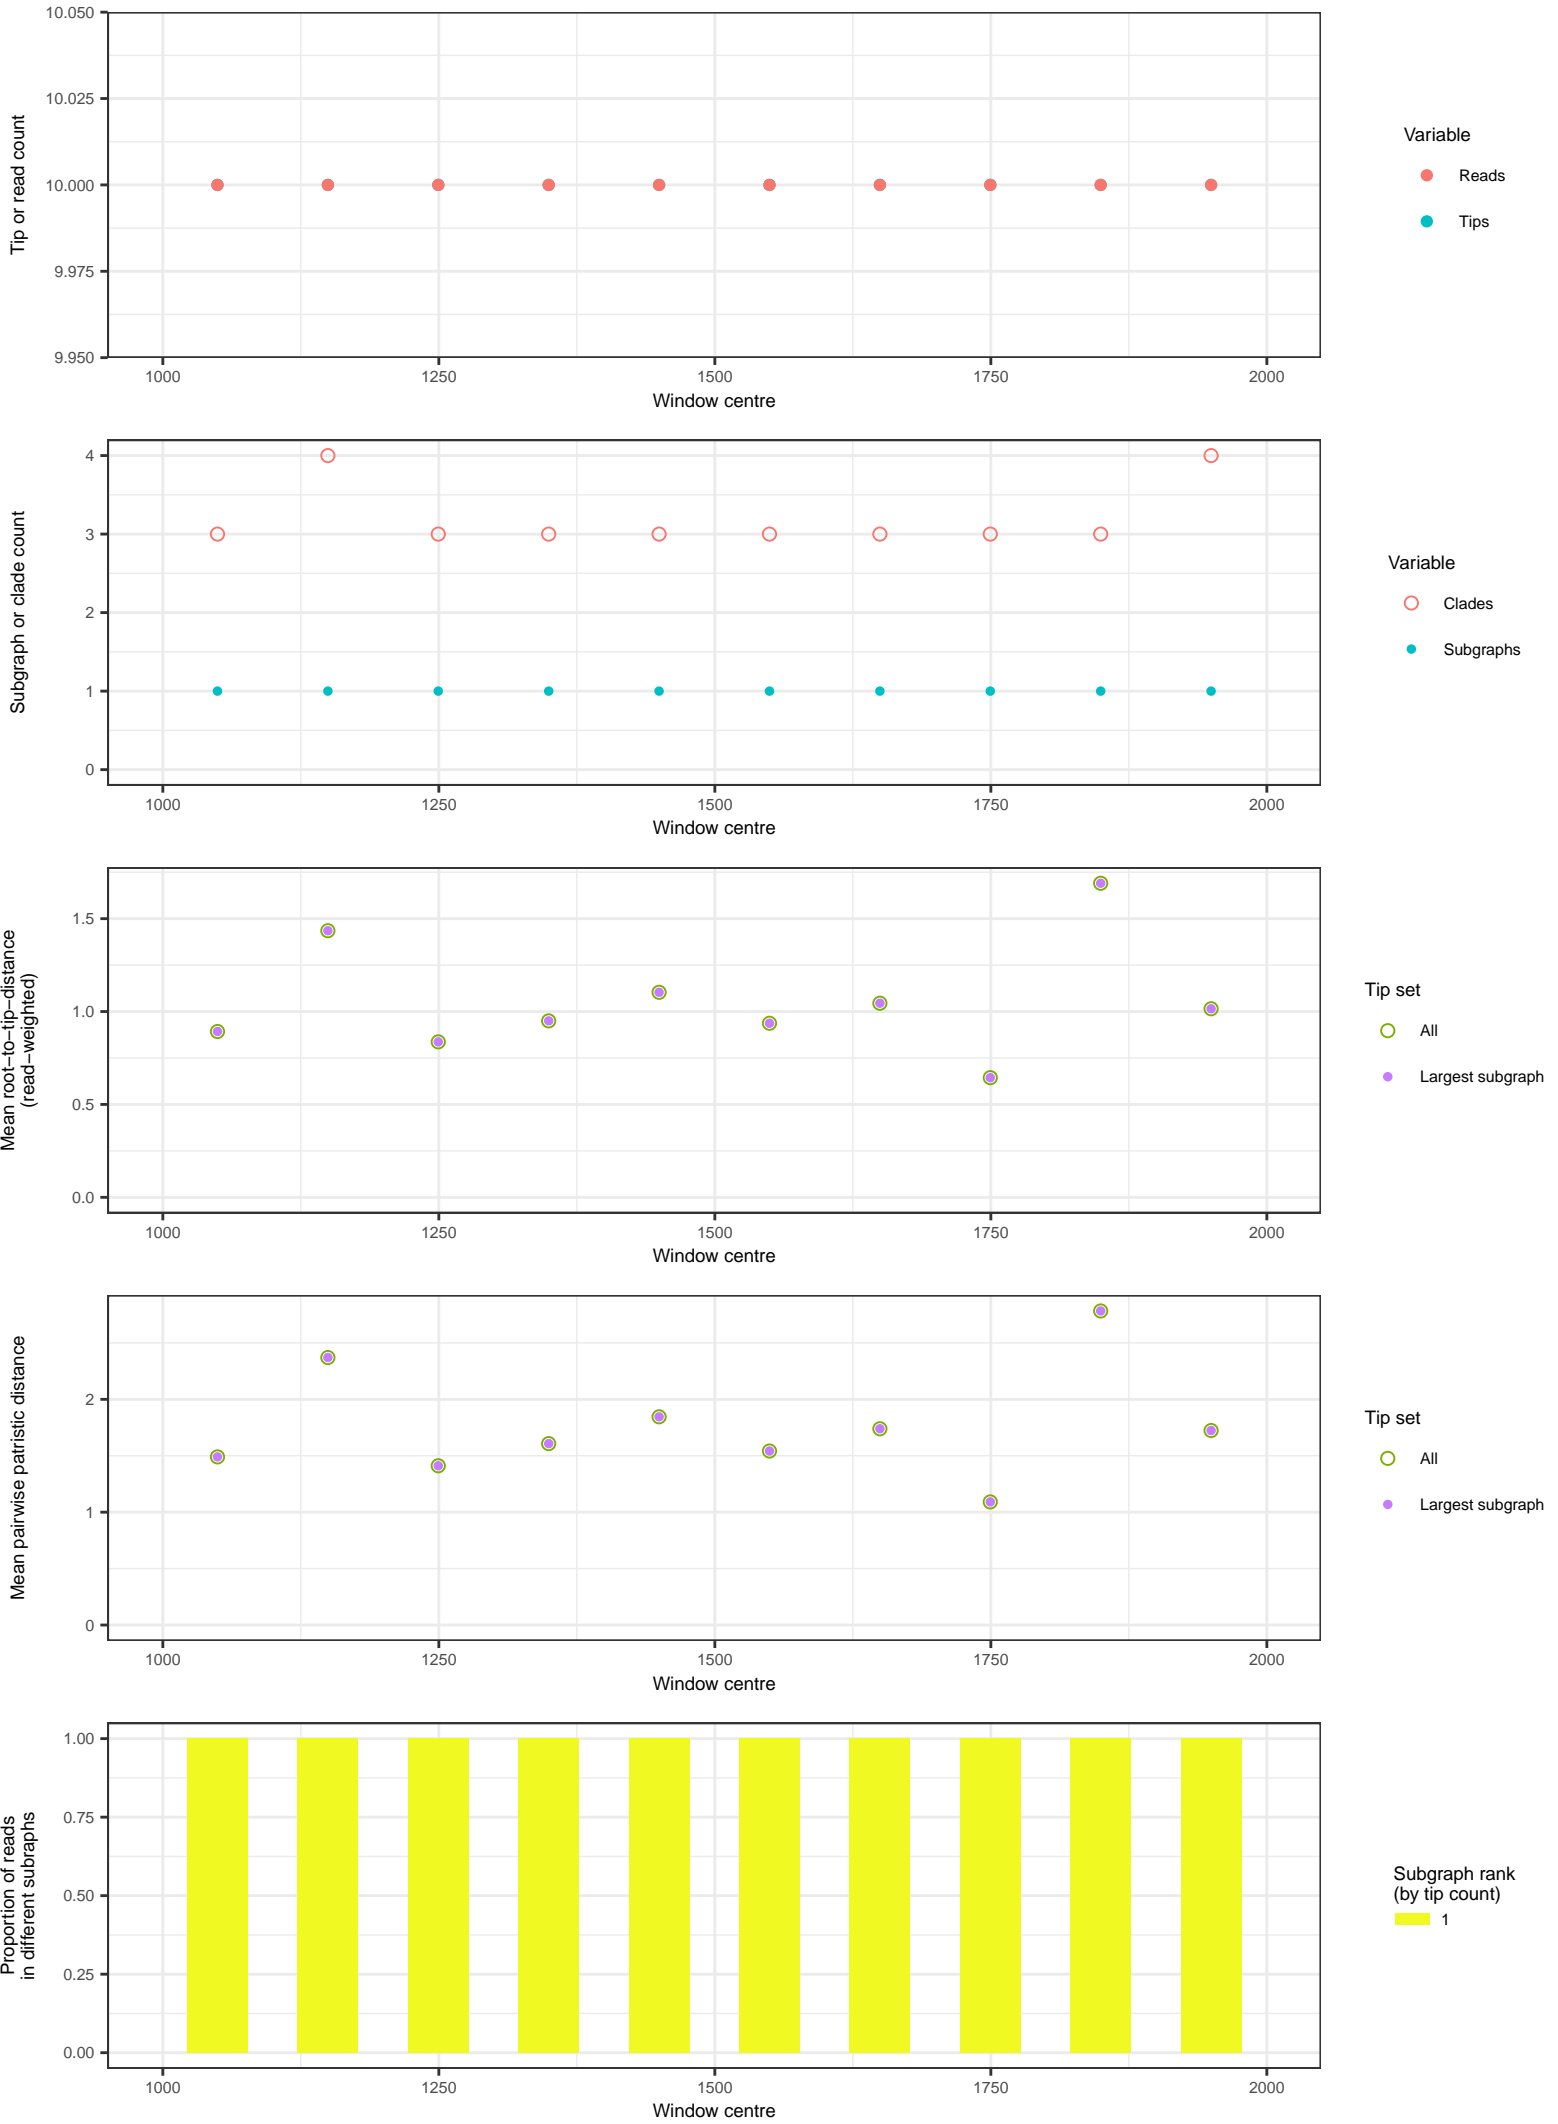 10.050
10.025
10.000
9.975
9.950
Tip or read count
1000 1250 1500 1750 2000
Window centre
Variable
Reads
Tips
4
3
2
1
0
Subgraph or clade count
1000 1250 1500 1750 2000
Window centre
Variable
Clades
Subgraphs
1.5
1.0
0.5
0.0
Mean root−to−tip−distance
(read−weighted)
1000 1250 1500 1750 2000
Window centre
Tip set
All
Largest subgraph
2
1
0
Mean pairwise patristic distance
1000 1250 1500 1750 2000
Window centre
Tip set
All
Largest subgraph
1.00
0.75
0.50
0.25
0.00
Proportion of reads
in different subraphs
1000 1250 1500 1750 2000
Window centre
Subgraph rank
(by tip count)
1